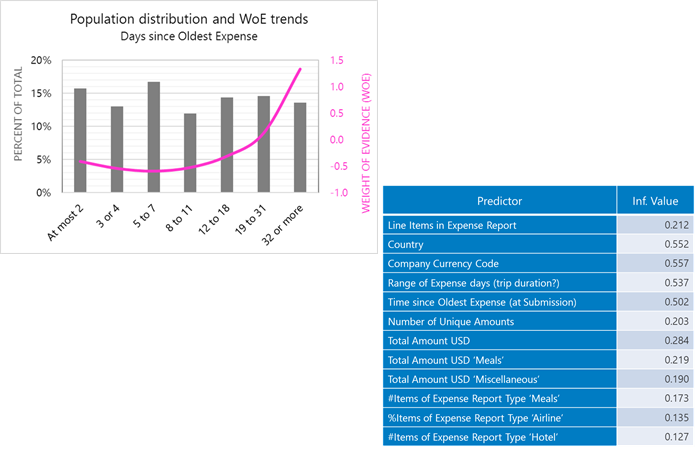 Population distribution and WoE trends
Days since Oldest Expense
PERCENT OF TOTAL
20%
15%
10%
5%
0%
1.5
1.0
0.5
0.0
-0.5
-1.0
WEIGHT OF EVIDENCE (WOE)
At most 2
3 or 4
5 to 7
8 to 11
12 to 18
19 to 31
32 or more
Predictor Inf. Value
Line Items in Expense Report 0.212
Country 0.552
Company Currency Code 0.557
Range of Expense days (trip duration?) 0.537
Time since Oldest Expense (at Submission) 0.502
Number of Unique Amounts 0.203
Total Amount USD 0.284
Total Amount USD ‘Meals’ 0.219
Total Amount USD ‘Miscellaneous’ 0.190
#Items of Expense Report Type ‘Meals’ 0.173
%Items of Expense Report Type ‘Airline’ 0.135
#Items of Expense Report Type ‘Hotel’ 0.127